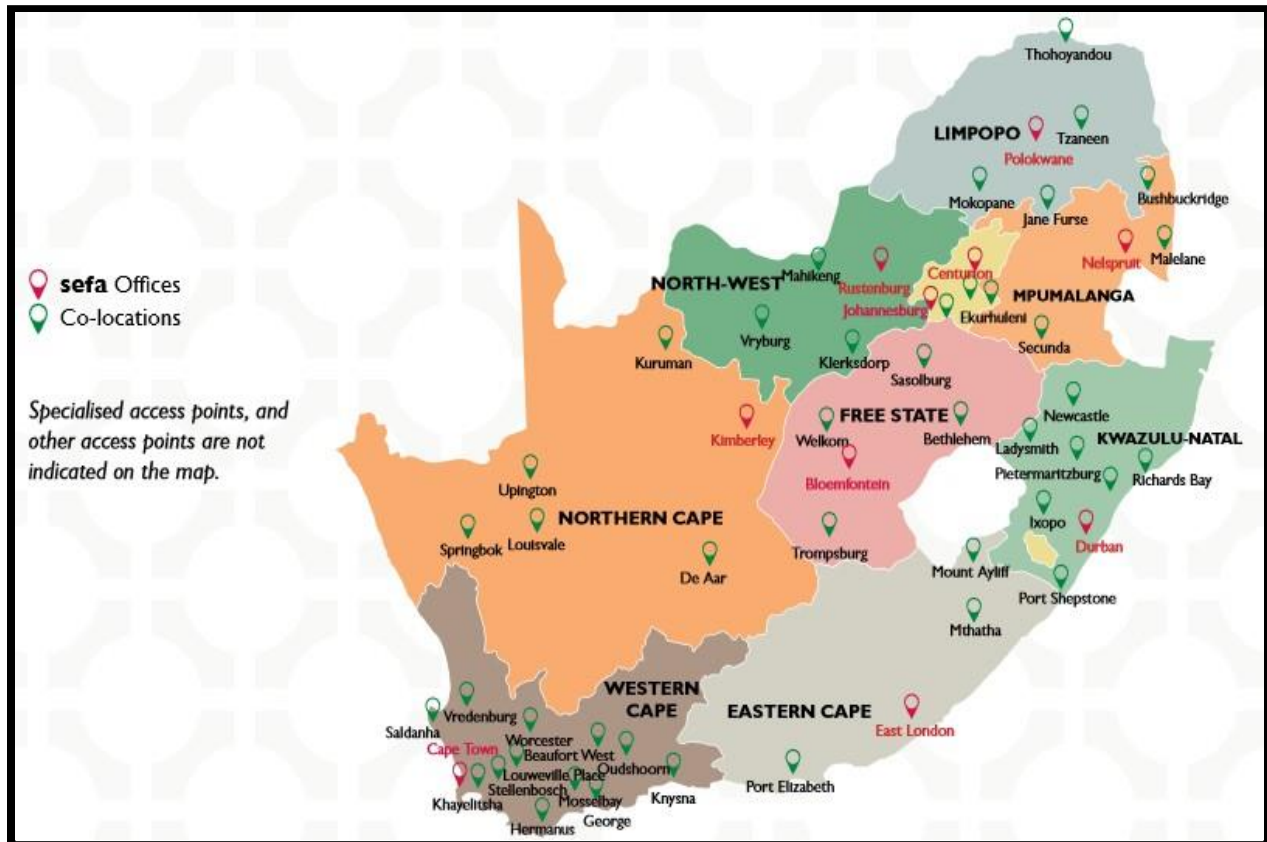 Thohoyandou
LIMPOPO
Tzaneen
Polokwane
Mokopane
Bushbuckridge
Jane Furse
sefa Offices
Co-locations
Specialised access points, and
other access points are not
indicated on the map.
NORTH-WEST
Mahikeng
Rustenburg
Centurion
Nelspruit
Malelane
Johannesburg
Ekurhuleni
MPUMALANGA
Vryburg
Klerksdorp
Secunda
Kuruman
Sasolburg
Kimberley
Welkom
FREE STATE
Bethlehem
Newcastle
Ladysmith
KWAZULU-NATAL
Bloemfontein
Pietermaritzburg
Richards Bay
Upington
NORTHERN CAPE
Springbok
Louisvale
De Aar
Trompsburg
Ixopo
Durban
Mount Ayliff
Port Shepstone
Mthatha
WESTERN
CAPE
EASTERN CAPE
Saldanha
Vredenburg
Worcester
Cape Town
Beaufort West
Oudshoorn
Louweville Place
Stellenbosch
Khayelitsha
Mosselbay
Knysna
George
Hermanus
East London
Port Elizabeth